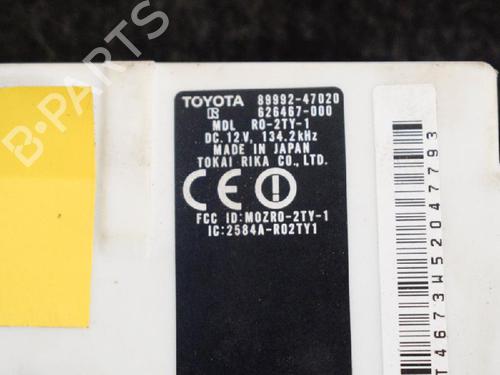 B-PARTS
TOYOTA 89992-47020
R 626467-000
MDL RO-2TY-1
DC.12V, 134.2kHz
MADE IN JAPAN
TOKAI RIKA CO.,LTD.
CE
FCC ID:MOZRO-2TY-1
IC:2584A-RO2TY1
T4673W52047793